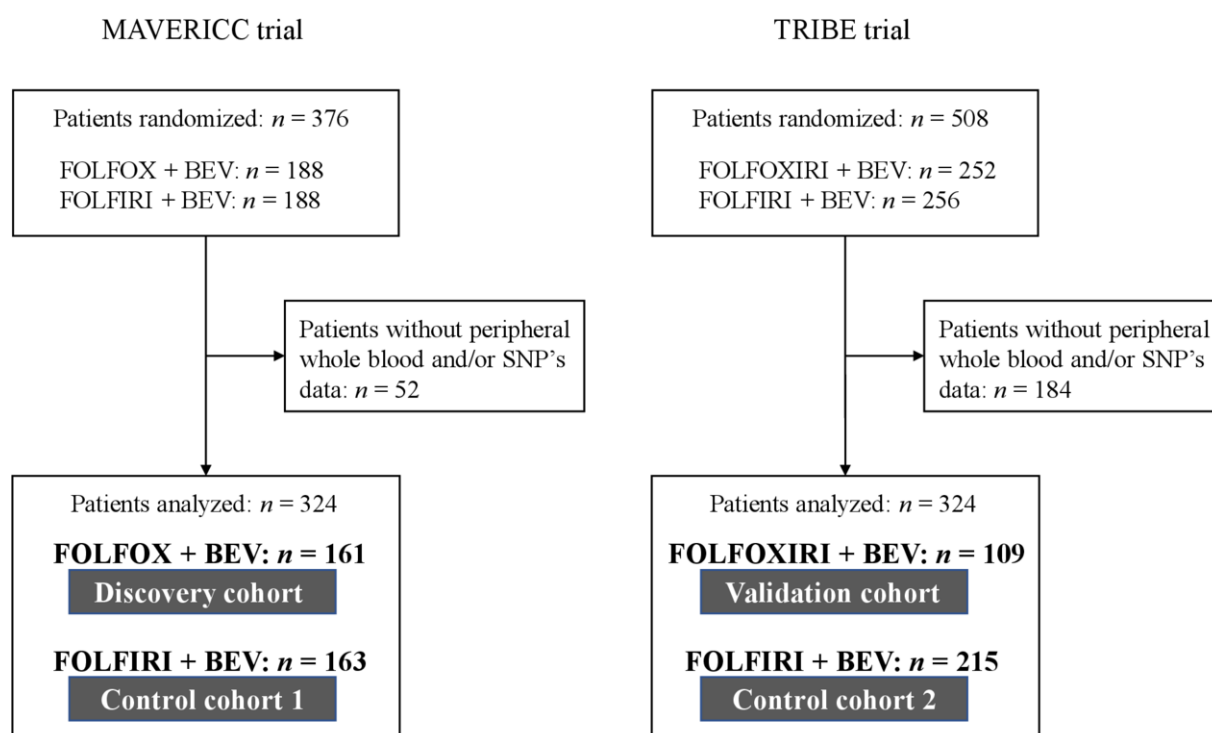 MAVERICC trial
Patients randomized: n = 376
FOLFOX + BEV: n = 188
FOLFIRI + BEV: n = 188
Patients without peripheral
whole blood and/or SNP's
data: n = 52
Patients analyzed: n = 324
FOLFOX + BEV: n = 161
Discovery cohort
FOLFIRI + BEV: n = 163
Control cohort 1
TRIBE trial
Patients randomized: n = 508
FOLFOXIRI + BEV: n = 252
FOLFIRI + BEV: n = 256
Patients without peripheral
whole blood and/or SNP's
data: n = 184
Patients analyzed: n = 324
FOLFOXIRI + BEV: n = 109
Validation cohort
FOLFIRI + BEV: n = 215
Control cohort 2